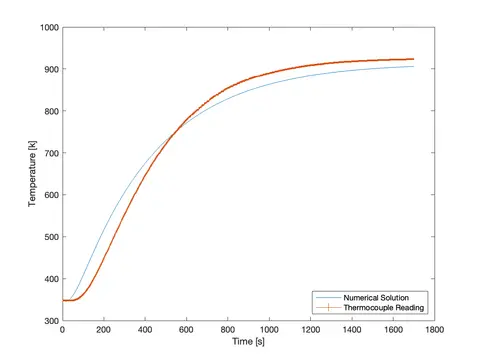 1000
900
800
700
600
500
400
300
Temperature [k]
0 200 400 600 800 1000 1200 1400 1600 1800
Time [s]
Numerical Solution
Thermocouple Reading